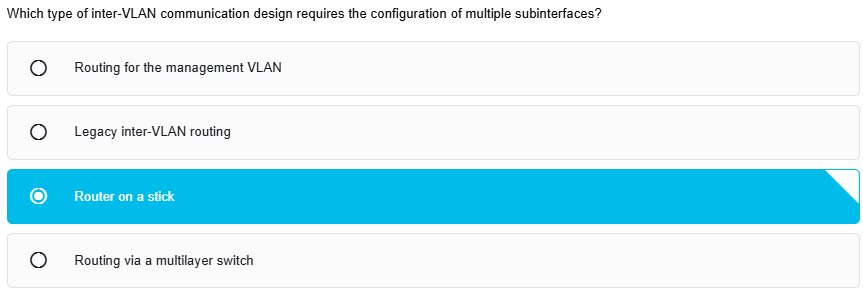 Which type of inter-VLAN communication design requires the configuration of multiple subinterfaces?
Routing for the management VLAN
Legacy inter-VLAN routing
Router on a stick
Routing via a multilayer switch